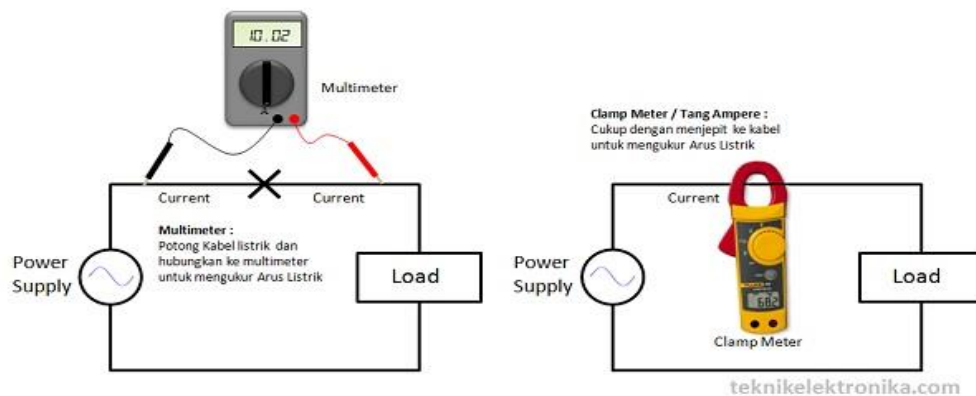 10.02
Multimeter
Current
Current
Multimeter :
Potong Kabel listrik dan
hubungkan ke multimeter
untuk mengukur Arus Listrik
Power
Supply
Load
Clamp Meter / Tang Ampere :
Cukup dengan menjepit ke kabel
untuk mengukur Arus Listrik
Current
Power
Supply
Load
682
Clamp Meter
teknikelektronika.com